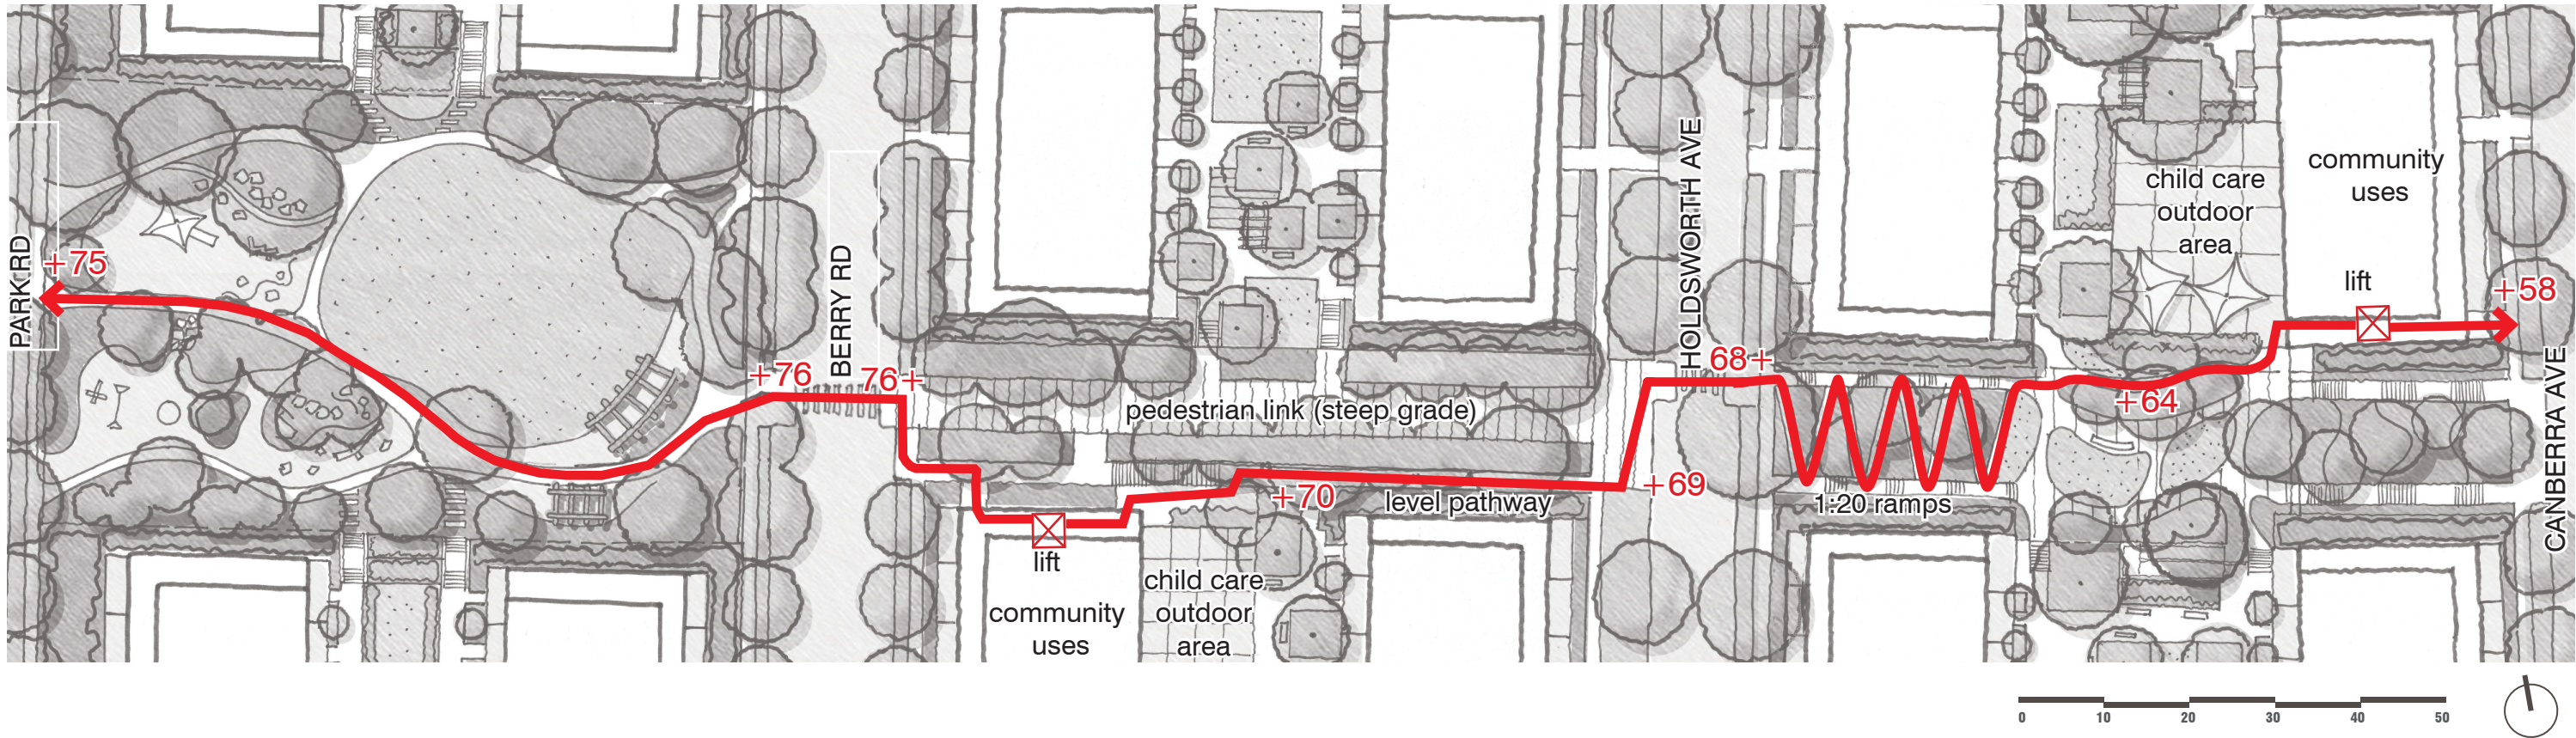 PARK RD
+75
+76
BERRY RD
76+
pedestrian link (steep grade)
lift
community
uses
child care
outdoor
area
+70
level pathway
HOLDSWORTH AVE
+69
68+
1:20 ramps
+64
child care
outdoor
area
community
uses
lift
+58
CANBERRA AVE
0 10 20 30 40 50